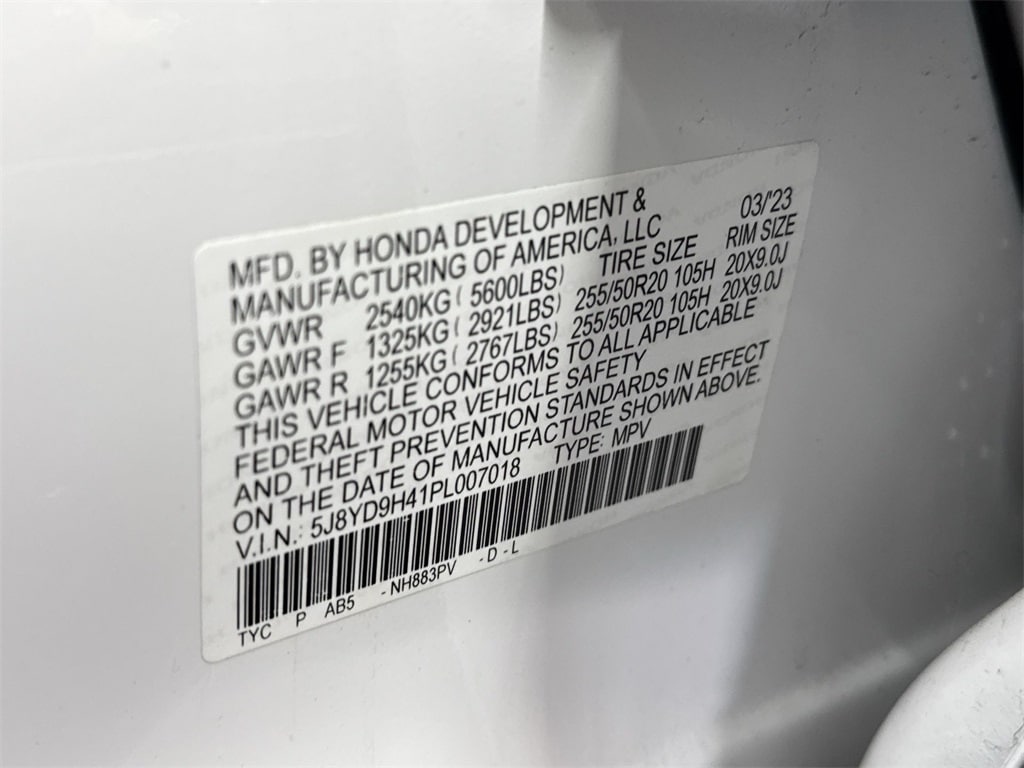 MFD. BY HONDA DEVELOPMENT & 03/'23
MANUFACTURING OF AMERICA, LLC
TIRE SIZE RIM SIZE
GVWR 2540KG ( 5600LBS)
GAWR F 1325KG ( 2921LBS) 255/50R20 105H 20X9.0J
GAWR R 1255KG ( 2767LBS) 255/50R20 105H 20X9.0J
THIS VEHICLE CONFORMS TO ALL APPLICABLE
FEDERAL MOTOR VEHICLE SAFETY
AND THEFT PREVENTION STANDARDS IN EFFECT
ON THE DATE OF MANUFACTURE SHOWN ABOVE.
V.I.N.: 5J8YD9H41PL007018 TYPE: MPV
TYC P AB5 - NH883PV - D - L